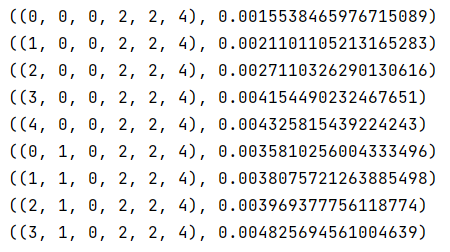 ((0, 0, 0, 2, 2, 4), 0.0015538465976715089)
((1, 0, 0, 2, 2, 4), 0.0021101105213165283)
((2, 0, 0, 2, 2, 4), 0.0027110326290130616)
((3, 0, 0, 2, 2, 4), 0.004154490232467651)
((4, 0, 0, 2, 2, 4), 0.004325815439224243)
((0, 1, 0, 2, 2, 4), 0.0035810256004333496)
((1, 1, 0, 2, 2, 4), 0.0038075721263885498)
((2, 1, 0, 2, 2, 4), 0.003969377756118774)
((3, 1, 0, 2, 2, 4), 0.004825694561004639)